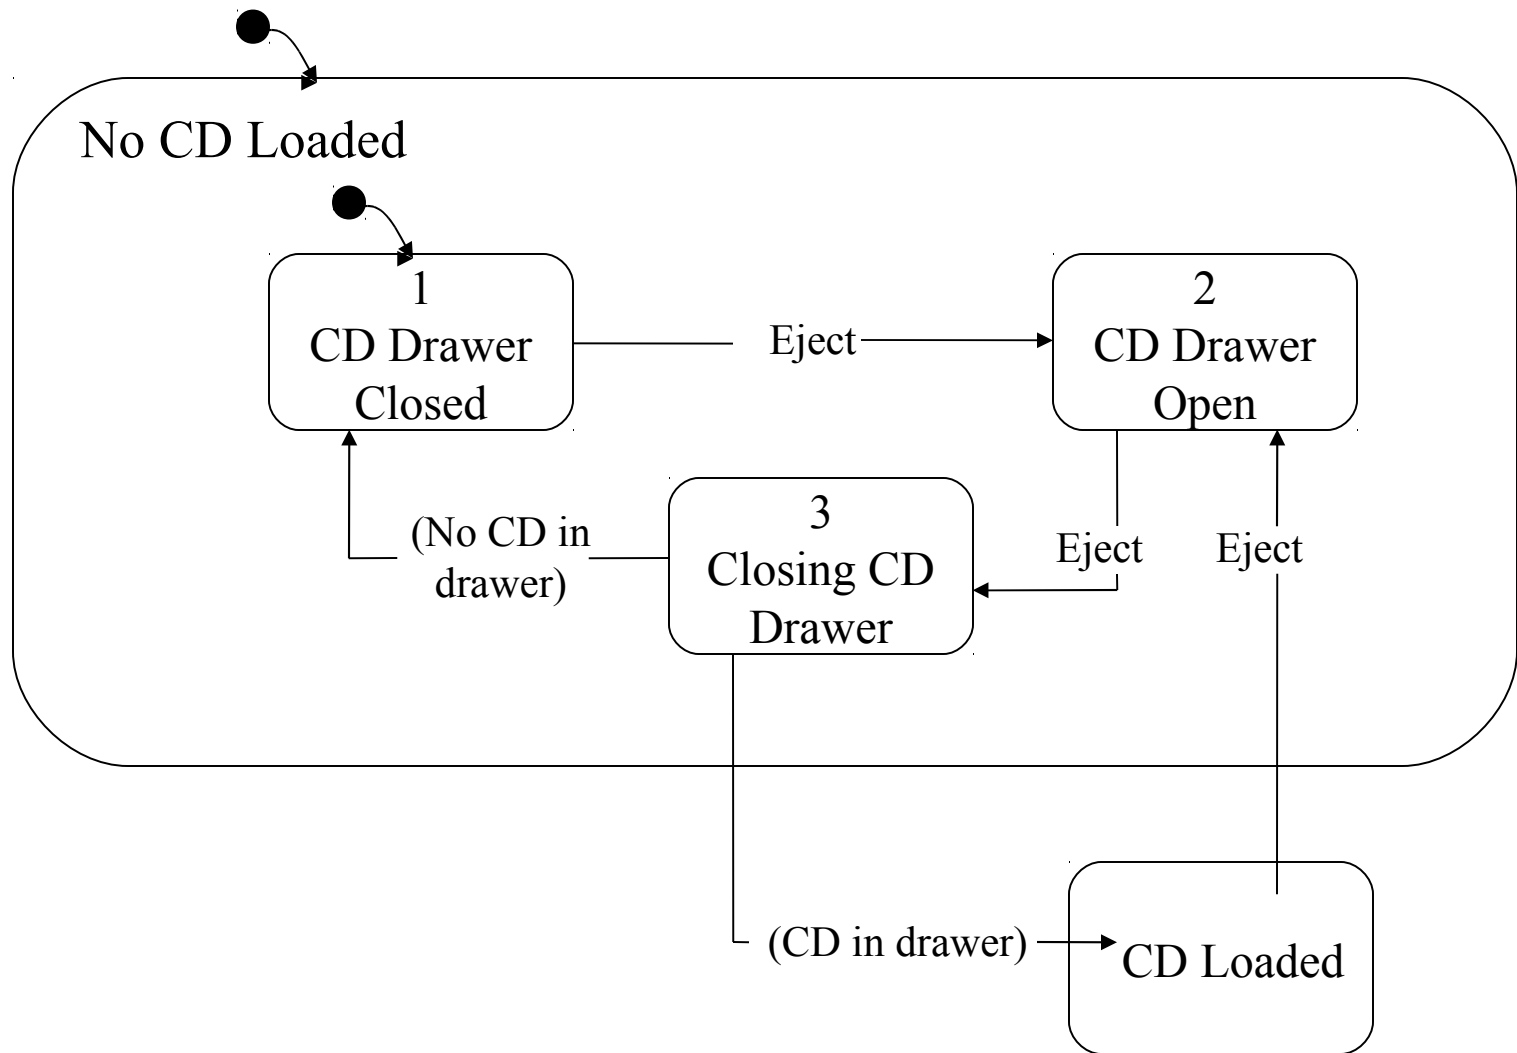 No CD Loaded
1
CD Drawer
Closed
Eject
2
CD Drawer
Open
(No CD in
drawer)
3
Closing CD
Drawer
Eject
Eject
(CD in drawer)
CD Loaded